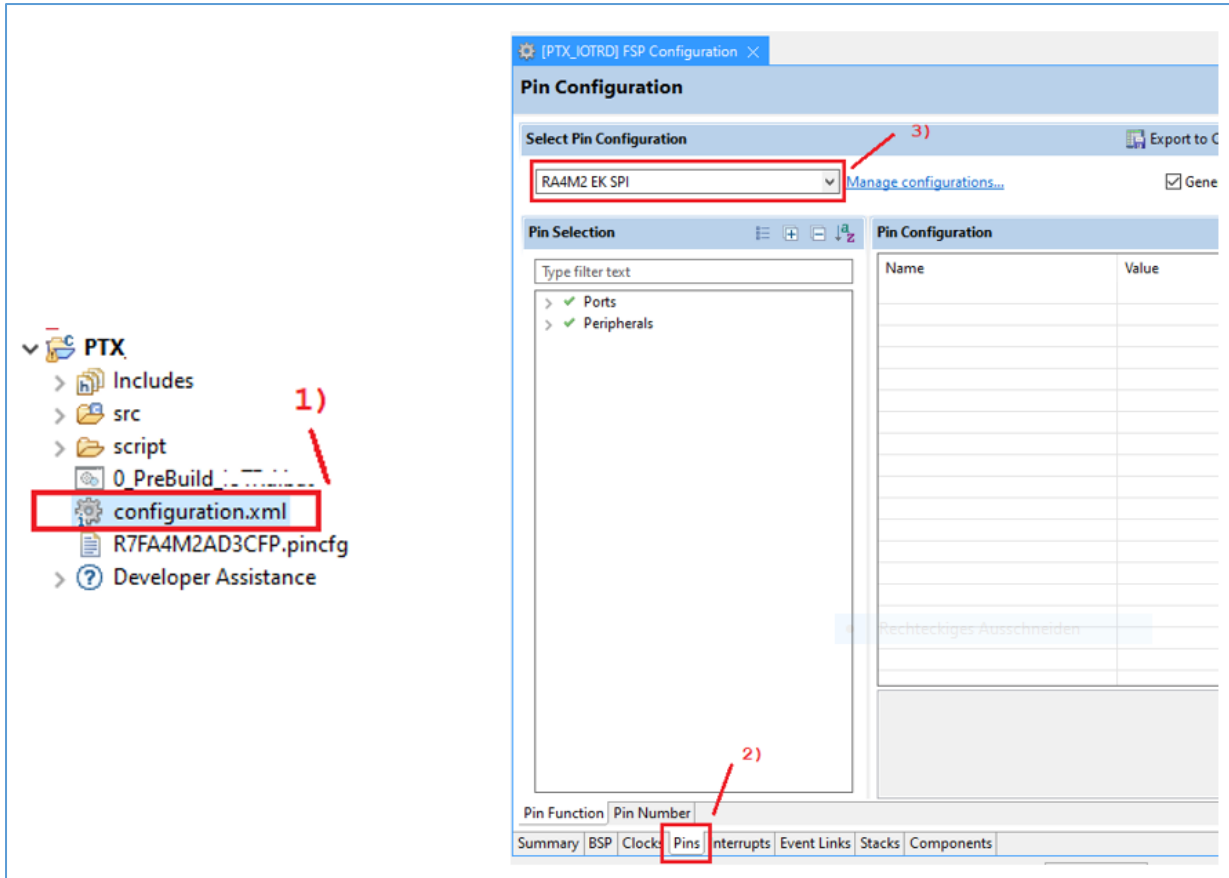 PTX
Includes
1)
src
script
0_PreBuild_
configuration.xml
R7FA4M2AD3CFP.pincfg
Developer Assistance
[PTX_IOTRD] FSP Configuration
Pin Configuration
Select Pin Configuration
3)
Export to C
RA4M2 EK SPI
Manage configurations...
Gene
Pin Selection
Pin Configuration
Type filter text
Name Value
Ports
Peripherals
Rechteckiges Ausschneiden
2)
Pin Function Pin Number
Summary BSP Clocks Pins nterrupts Event Links Stacks Components